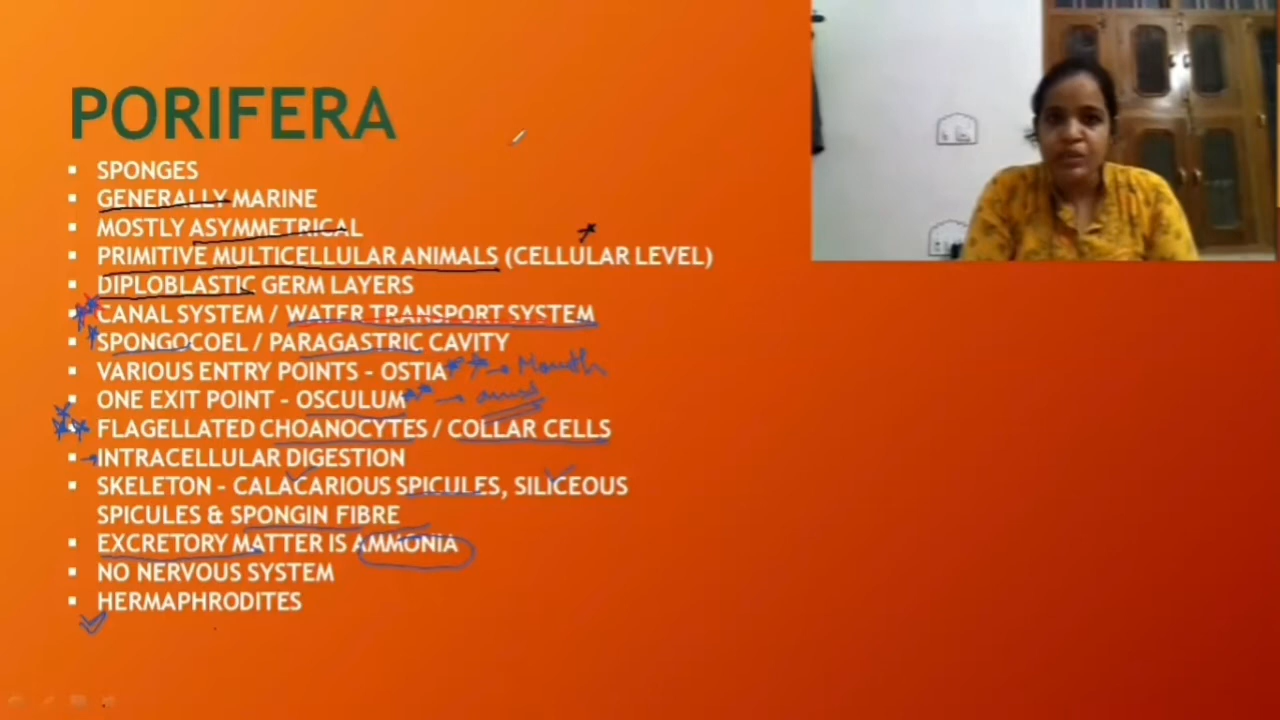 PORIFERA
SPONGES
GENERALLY MARINE
MOSTLY ASYMMETRICAL
PRIMITIVE MULTICELLULAR ANIMALS (CELLULAR LEVEL)
DIPLOBLASTIC GERM LAYERS
CANAL SYSTEM / WATER TRANSPORT SYSTEM
SPONGOCOEL / PARAGASTRIC CAVITY
VARIOUS ENTRY POINTS - OSTIA → Mouth
ONE EXIT POINT - OSCULUM → anus
FLAGELLATED CHOANOCYTES / COLLAR CELLS
INTRACELLULAR DIGESTION
SKELETON - CALACARIOUS SPICULES, SILICEOUS
SPICULES & SPONGIN FIBRE
EXCRETORY MATTER IS AMMONIA
NO NERVOUS SYSTEM
HERMAPHRODITES